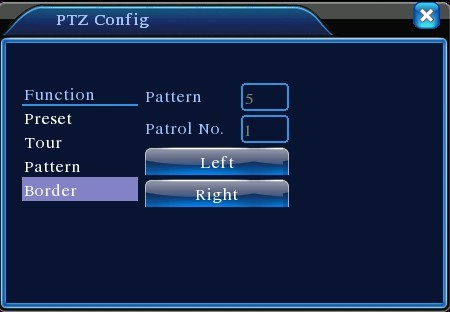 PTZ Config
Function
Pattern 5
Preset
Patrol No. 1
Tour
Pattern
Left
Border
Right